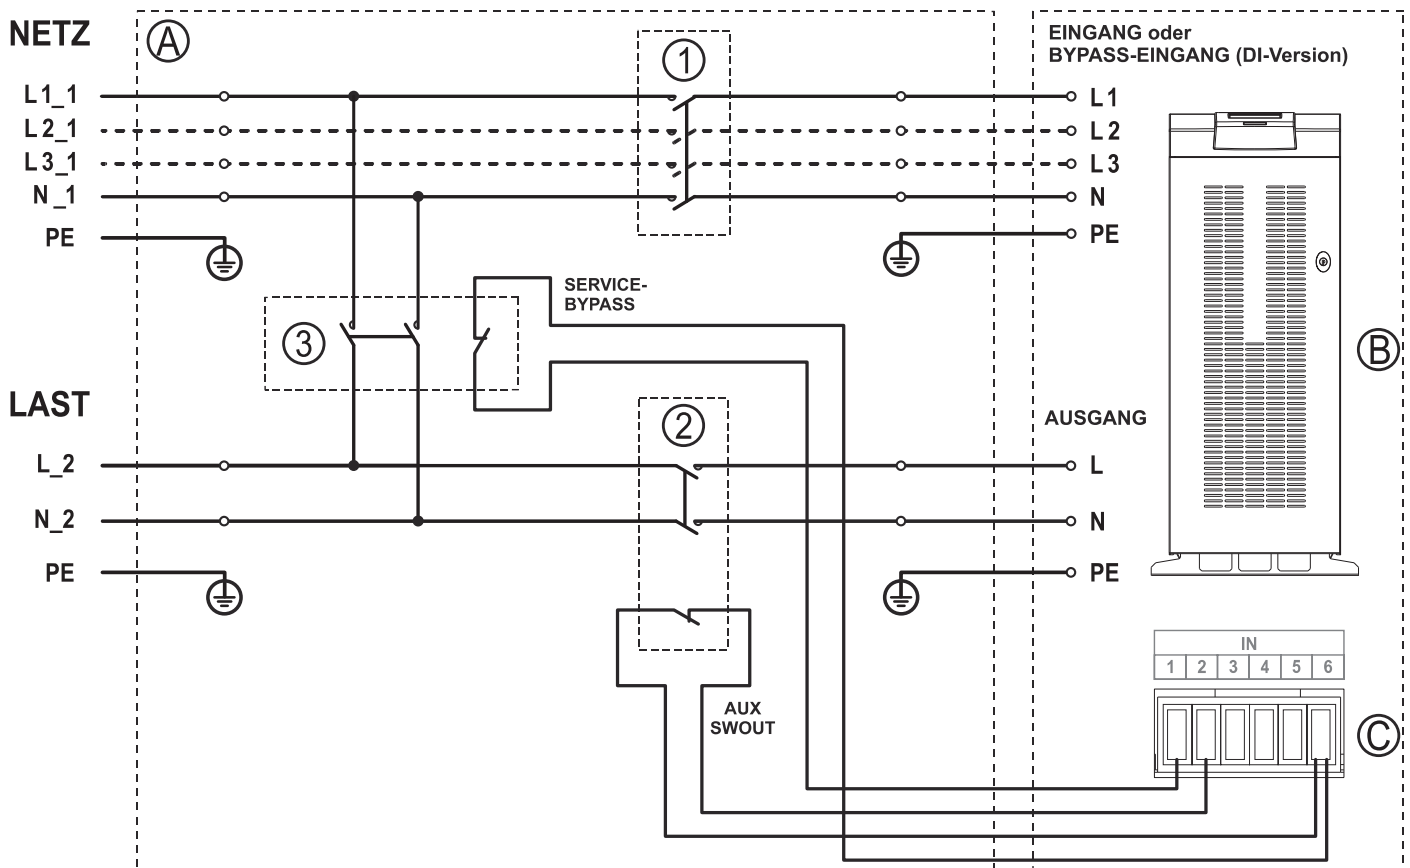 NETZ
A
1
EINGANG oder
BYPASS-EINGANG (DI-Version)
L1_1
L1
L2_1
L2
L3_1
L3
N_1
N
PE
PE
SERVICE-
BYPASS
3
B
LAST
2
AUSGANG
L_2
L
N_2
N
PE
PE
IN
1 2 3 4 5 6
AUX
SWOUT
C